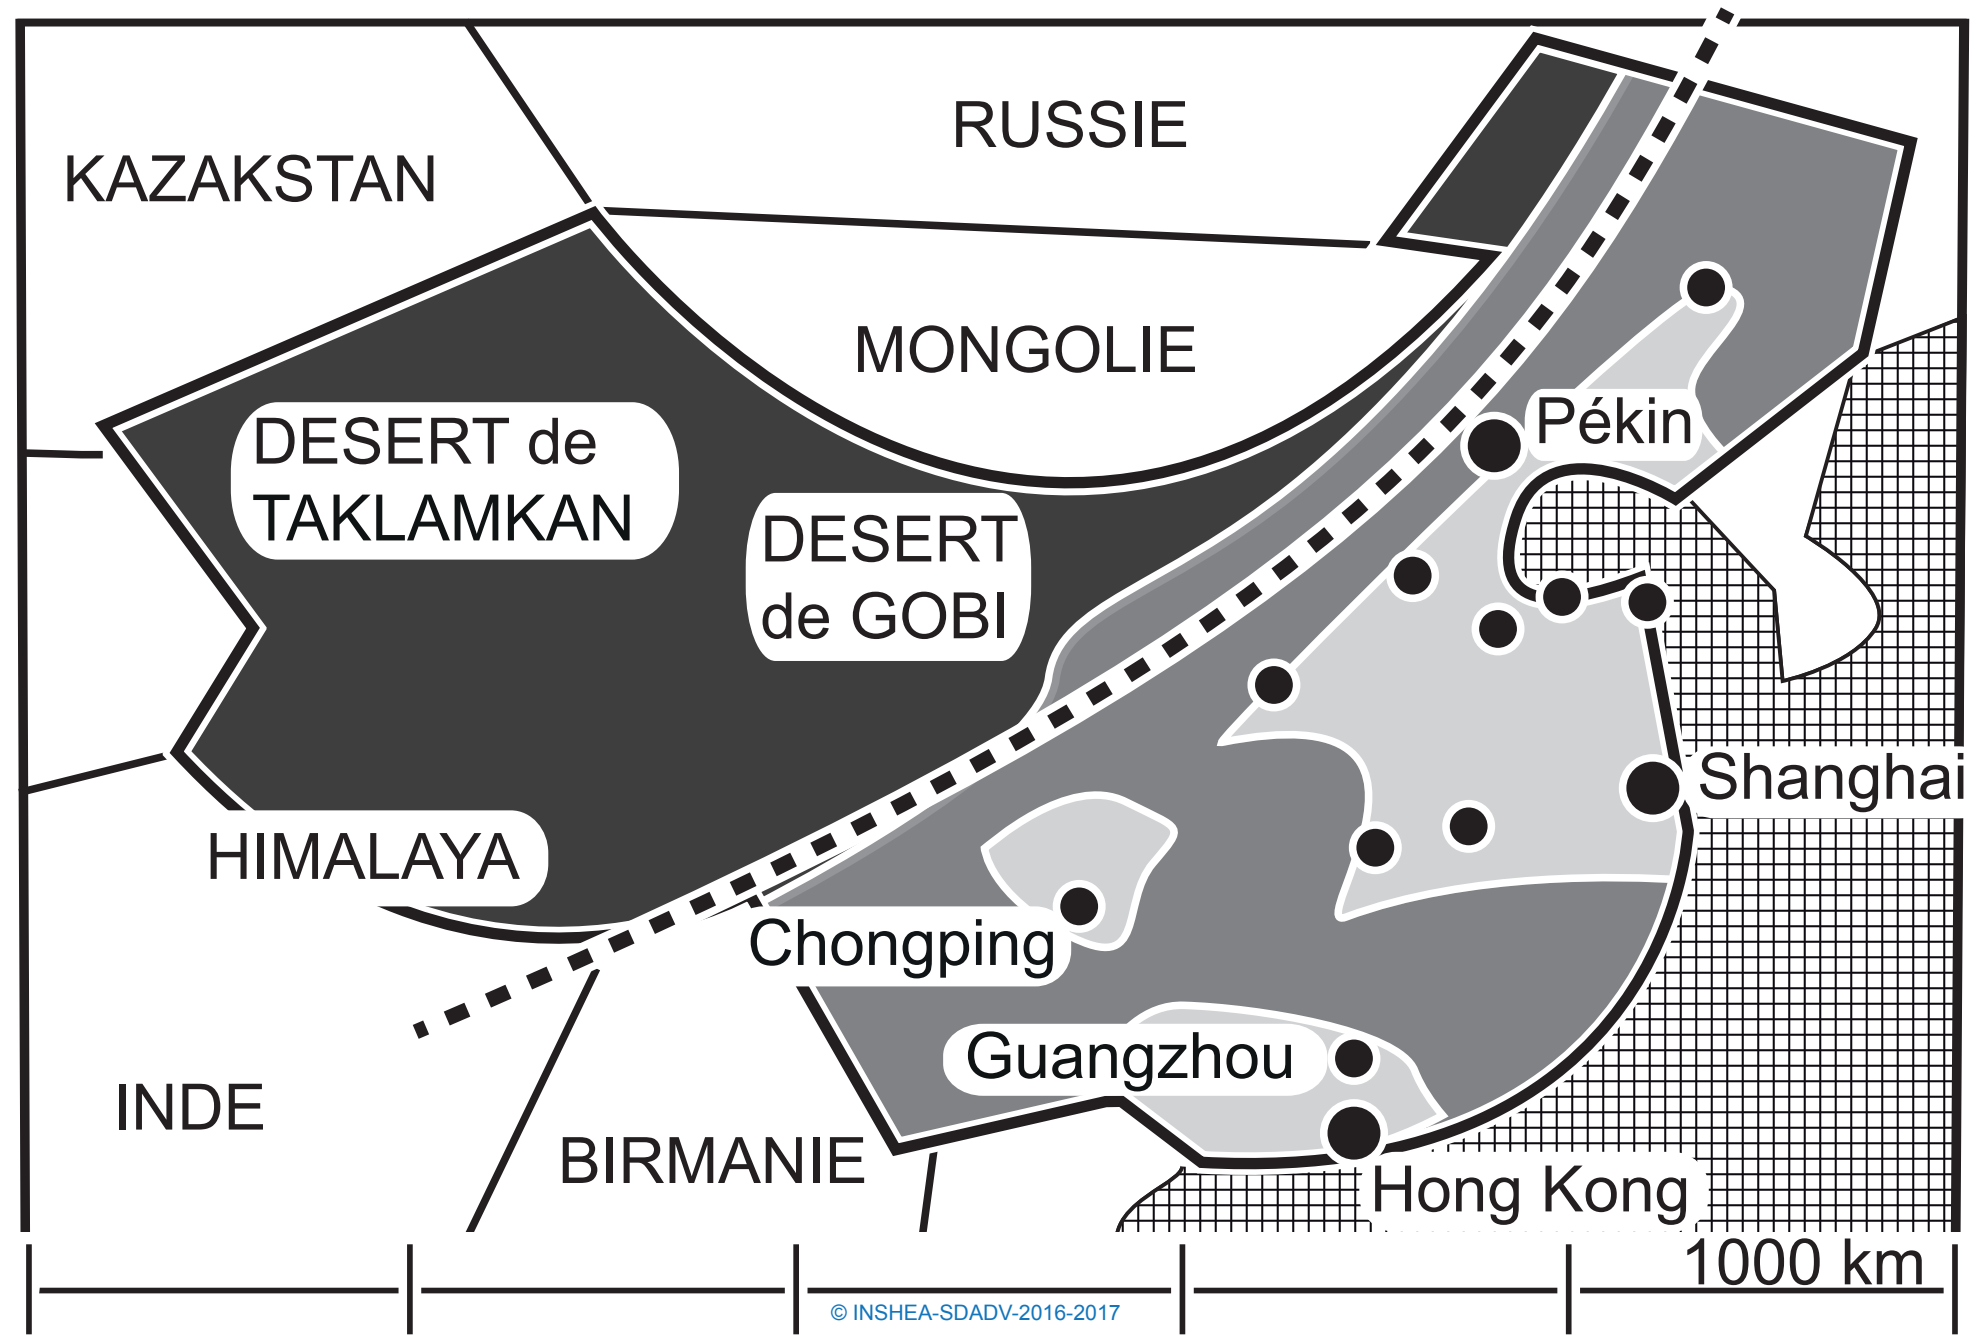 RUSSIE
KAZAKSTAN
MONGOLIE
DESERT de
TAKLAMKAN
Pékin
DESERT
de GOBI
Shanghai
HIMALAYA
Chongping
Guangzhou
INDE
BIRMANIE
Hong Kong
1000 km
© INSHEA-SDADV-2016-2017